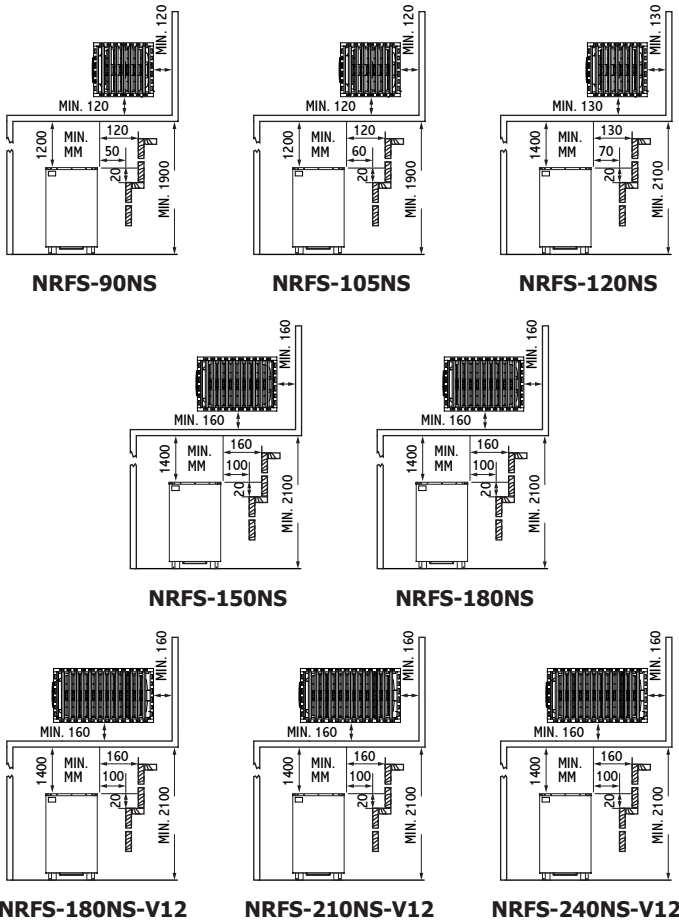 MIN. 120
MIN. 120
1200
MIN.
MM
120
50
20
MIN. 1900
NRFS-90NS
MIN. 120
MIN. 120
1200
MIN.
MM
120
60
20
MIN. 1900
NRFS-105NS
MIN. 130
MIN. 130
1400
MIN.
MM
130
70
20
MIN. 2100
NRFS-120NS
MIN. 160
MIN. 160
1400
MIN.
MM
160
100
20
MIN. 2100
NRFS-150NS
MIN. 160
MIN. 160
1400
MIN.
MM
160
100
20
MIN. 2100
NRFS-180NS
MIN. 160
MIN. 160
1400
MIN.
MM
160
100
20
MIN. 2100
NRFS-180NS-V12
MIN. 160
MIN. 160
1400
MIN.
MM
160
100
20
MIN. 2100
NRFS-210NS-V12
MIN. 160
MIN. 160
1400
MIN.
MM
160
100
20
MIN. 2100
NRFS-240NS-V12